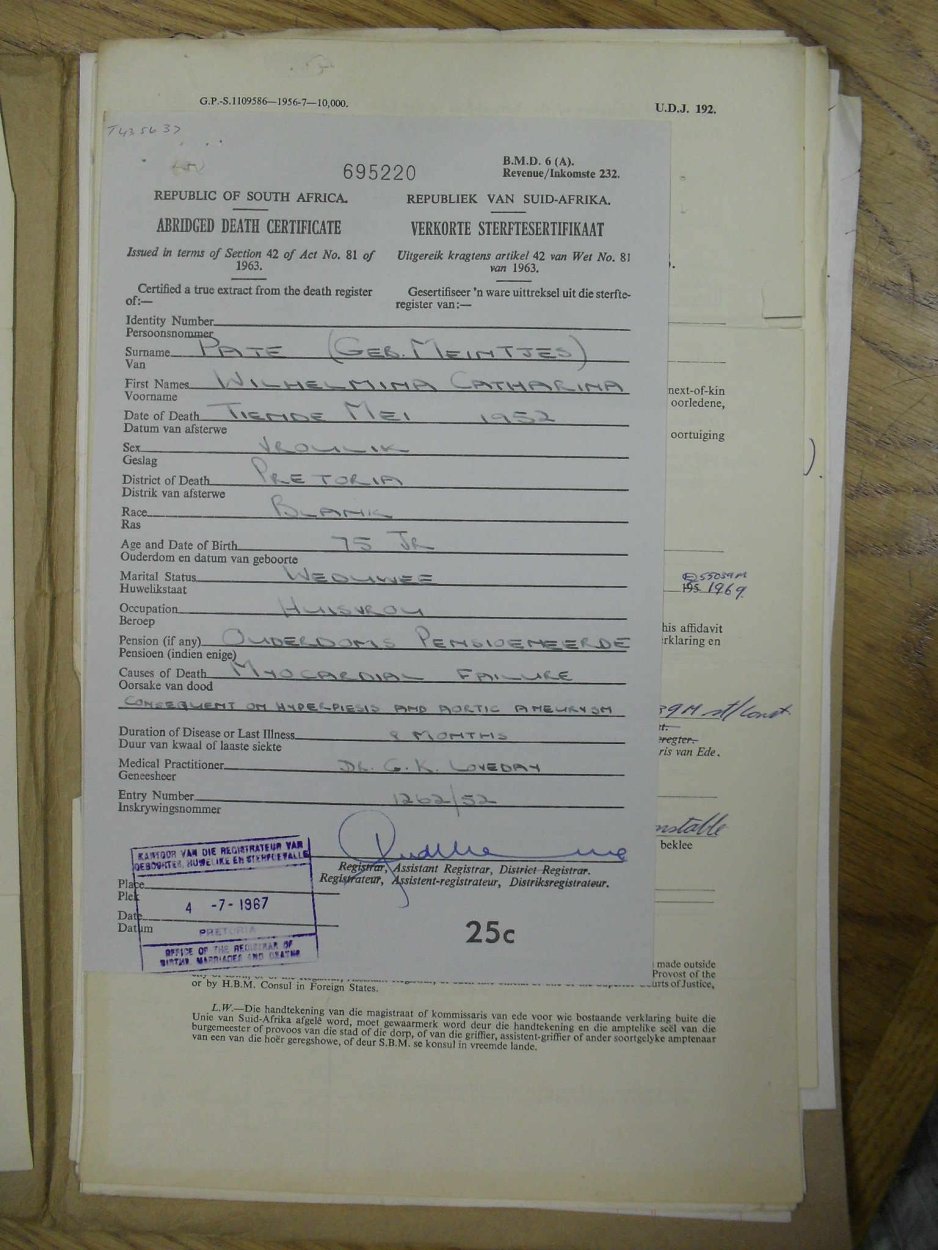 G.P.-S.1109586—1956-7—10,000.
U.D.J. 192.
695220
B.M.D. 6 (A).
Revenue/Inkomste 232.
REPUBLIC OF SOUTH AFRICA.
REPUBLIEK VAN SUID-AFRIKA.
ABRIDGED DEATH CERTIFICATE
VERKORTE STERFTESERTIFIKAAT
Issued in terms of Section 42 of Act No. 81 of
1963.
Uitgereik kragtens artikel 42 van Wet No. 81
van 1963.
Certified a true extract from the death register
of:—
Gesertifiseer 'n ware uittreksel uit die sterfte-
register van:—
Identity Number
Persoonsnommer
Surname PATE (GEB. MEINTJES)
Van
First Names WILHELMINA CATHARINA
Voorname
Date of Death TIENDE MEI 1952
Datum van afsterwe
Sex VROULIK
Geslag
District of Death PRETORIA
Distrik van afsterwe
Race BLANK
Ras
Age and Date of Birth 75 JR
Ouderdom en datum van geboorte
Marital Status WEDUWEE
Huwelikstaat
Occupation HUISVROU
Beroep
Pension (if any) OUDERDOMS PENSIOENEERDE
Pensioen (indien enige)
Causes of Death MYOCARDIAL FAILURE
Oorsake van dood
CONSEQUENT ON HYPERPIESIS AND AORTIC ANEURYSM
Duration of Disease or Last Illness 8 MONTHS
Duur van kwaal of laaste siekte
Medical Practitioner DR. G. K. LOVEDAY
Geneesheer
Entry Number 1262/52
Inskrywingsnommer
Registrar, Assistant Registrar, District Registrar.
Registrateur, Assistent-registrateur, Distriksregistrateur.
KANTOOR VAN DIE REGISTRATEUR VAN
GEBOORTES, HUWELIKE EN STERFGEVALLE
Place
Plek
4 -7- 1967
Date
Datum
PRETORIA
OFFICE OF THE REGISTRAR OF
BIRTHS, MARRIAGES AND DEATHS
25c
next-of-kin
oorledene,
oortuiging
55039M
195 1969
his affidavit
rklaring en
39M
regter.
ris van Ede.
nstable
beklee
made outside
Provost of the
urts of Justice,
or by H.B.M. Consul in Foreign States.
L.W.—Die handtekening van die magistraat of kommissaris van ede voor wie bostaande verklaring buite die
Unie van Suid-Afrika afgelê word, moet gewaarmerk word deur die handtekening en die amptelike seël van die
burgemeester of provoos van die stad of die dorp, of van die griffier, assistent-griffier of ander soortgelyke amptenaar
van een van die hoër geregshowe, of deur S.B.M. se konsul in vreemde lande.